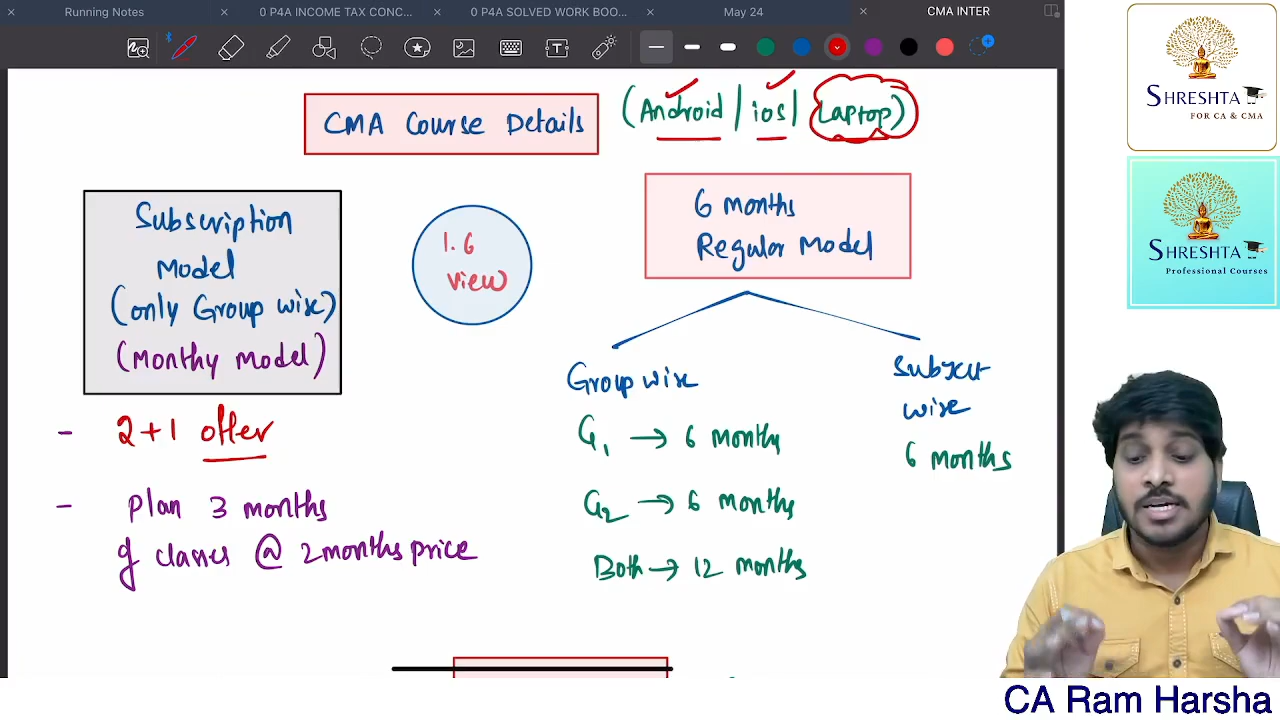 Running Notes
0 P4A INCOME TAX CONC...
0 P4A SOLVED WORK BOO...
May 24
CMA INTER
CMA Course Details
(Android / ios / Laptop)
SHRESHTA
FOR CA & CMA
SHRESHTA
Professional Courses
Subscription
Model
(only Group wise)
(monthy model)
1.6
view
6 months
Regular Model
Group wise
G1 → 6 months
G2 → 6 months
Both → 12 months
Subject
wise
6 months
- 2+1 offer
- plan 3 months
of classes @ 2 months price
CA Ram Harsha